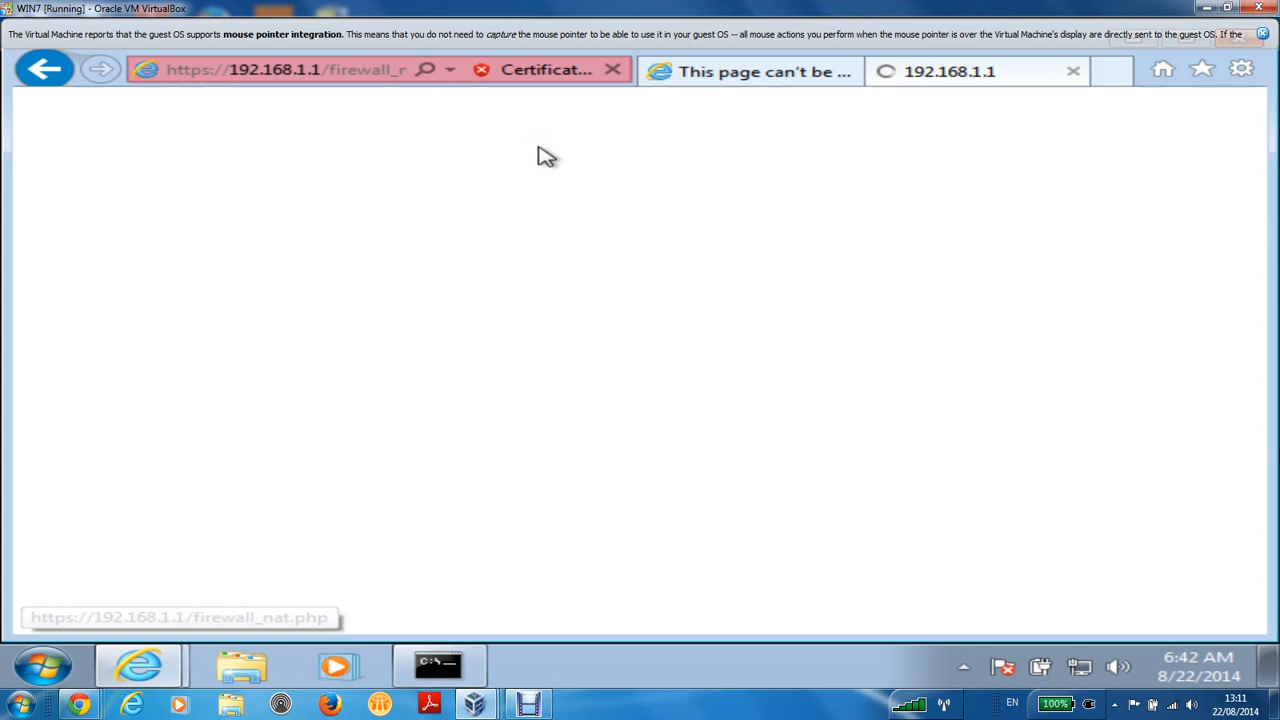 WIN7 [Running] - Oracle VM VirtualBox
The Virtual Machine reports that the guest OS supports mouse pointer integration. This means that you do not need to capture the mouse pointer to be able to use it in your guest OS -- all mouse actions you perform when the mouse pointer is over the Virtual Machine's display are directly sent to the guest OS. If the
https://192.168.1.1/firewall_r
Certificat...
This page can't be ...
192.168.1.1
https://192.168.1.1/firewall_nat.php
C:\
6:42 AM
8/22/2014
EN
100%
13:11
22/08/2014